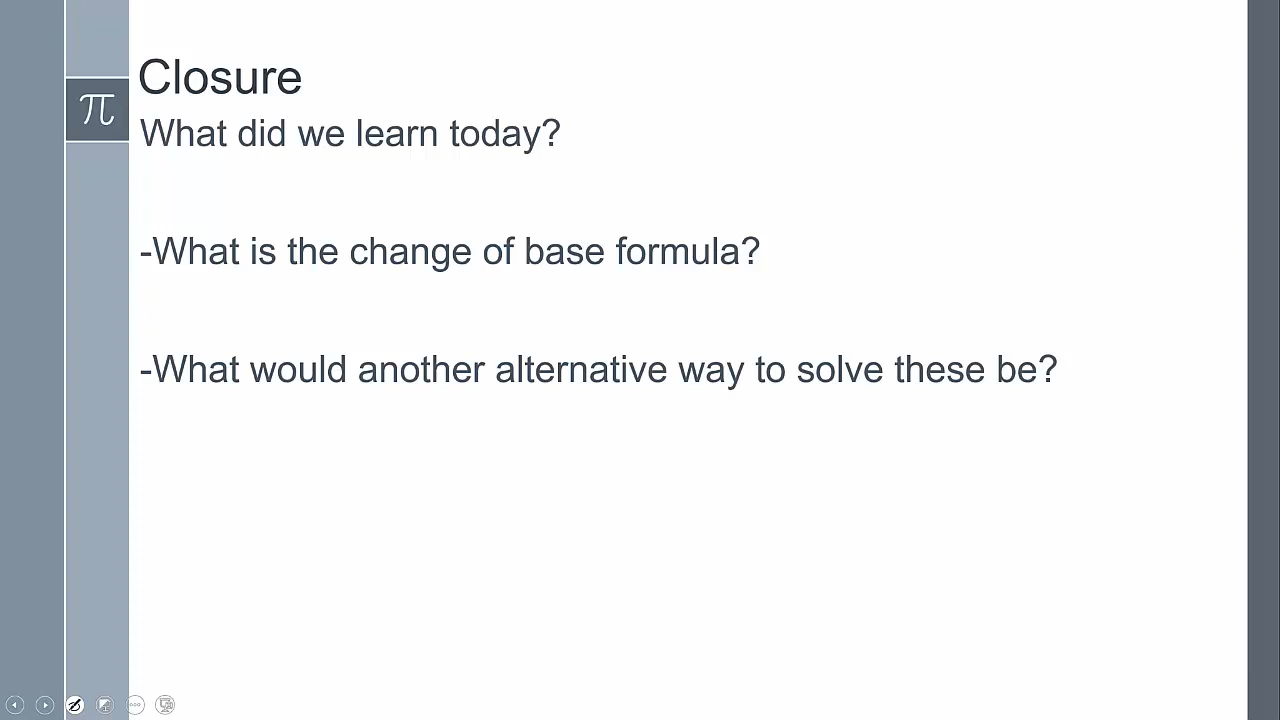 Closure
π
What did we learn today?
-What is the change of base formula?
-What would another alternative way to solve these be?